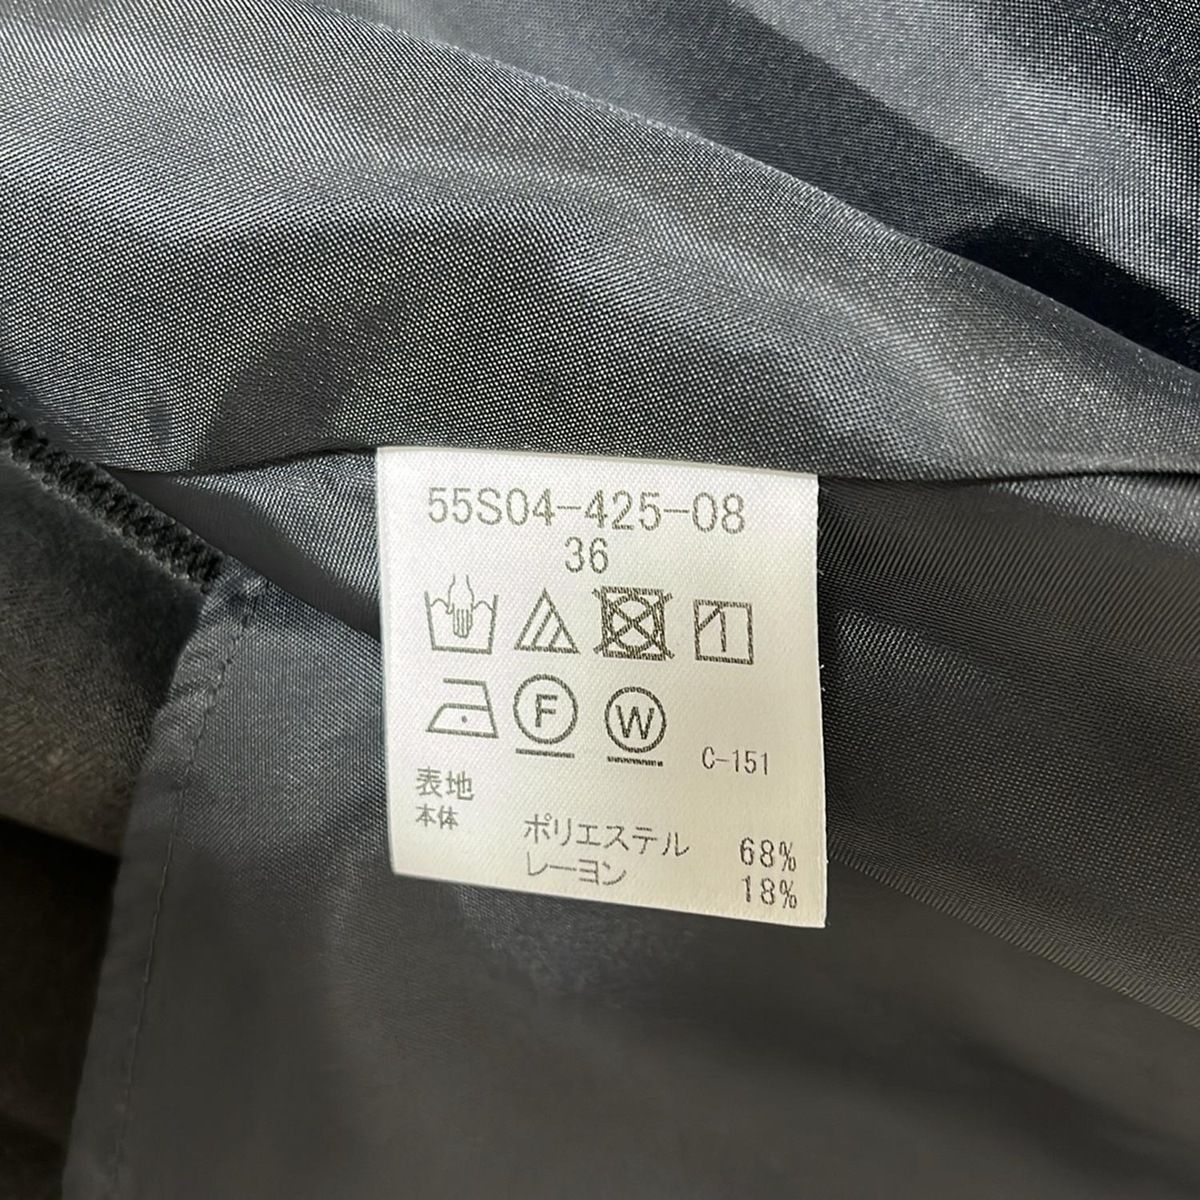 55S04-425-08
36
F
W
C-151
表地
本体
ポリエステル 68%
レーヨン 18%